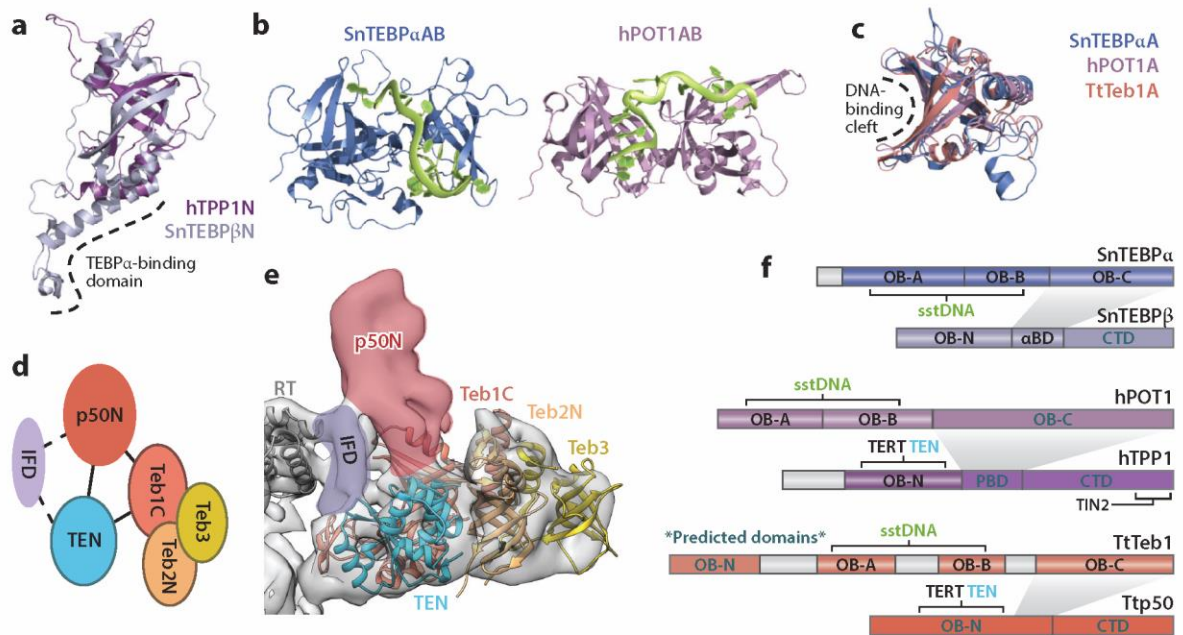 a
hTPP1N
SnTEBPβN
TEBPα-binding
domain
b
SnTEBPαAB
hPOT1AB
c
SnTEBPαA
hPOT1A
TtTeb1A
DNA-
binding
cleft
d
p50N
IFD
TEN
Teb1C
Teb2N
Teb3
e
p50N
RT
IFD
Teb1C
Teb2N
Teb3
TEN
f
SnTEBPα
OB-A OB-B OB-C
sstDNA
SnTEBPβ
OB-N αBD CTD
sstDNA
hPOT1
OB-A OB-B OB-C
TERT TEN
hTPP1
OB-N PBD CTD
TIN2
*Predicted domains*
sstDNA
TtTeb1
OB-N OB-A OB-B OB-C
TERT TEN
Ttp50
OB-N CTD